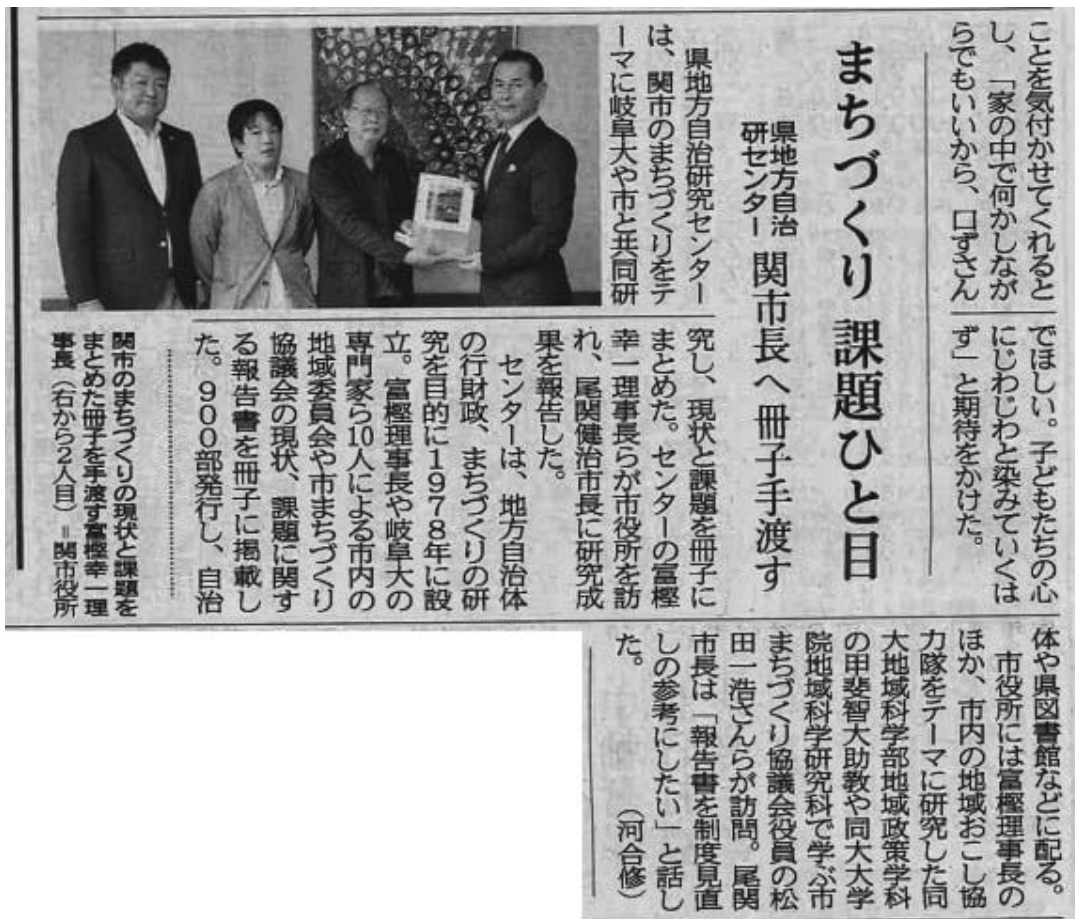 ことを気付かせてくれると
し、「家の中で何かしなが
らでもいいから、口ずさん
でほしい。子どもたちの心
にじわじわと染みていくは
ず」と期待をかけた。
まちづくり 課題ひと目
県地方自治
研センター
関市長へ冊子手渡す
県地方自治研究センター
は、関市のまちづくりをテ
ーマに岐阜大や市と共同研
究し、現状と課題を冊子に
まとめた。センターの富樫
幸一理事長らが市役所を訪
れ、尾関健治市長に研究成
果を報告した。
センターは、地方自治体
の行財政、まちづくりの研
究を目的に1978年に設
立。富樫理事長や岐阜大の
専門家ら10人による市内の
地域委員会や市まちづくり
協議会の現状、課題に関す
る報告書を冊子に掲載し
た。900部発行し、自治
体や県図書館などに配る。
市役所には富樫理事長の
ほか、市内の地域おこし協
力隊をテーマに研究した同
大地域科学部地域政策学科
の甲斐智大助教や同大大学
院地域科学研究科で学ぶ市
まちづくり協議会役員の松
田一浩さんらが訪問。尾関
市長は「報告書を制度見直
しの参考にしたい」と話し
た。
（河合修）
関市のまちづくりの現状と課題を
まとめた冊子を手渡す富樫幸一理
事長（右から2人目）＝関市役所